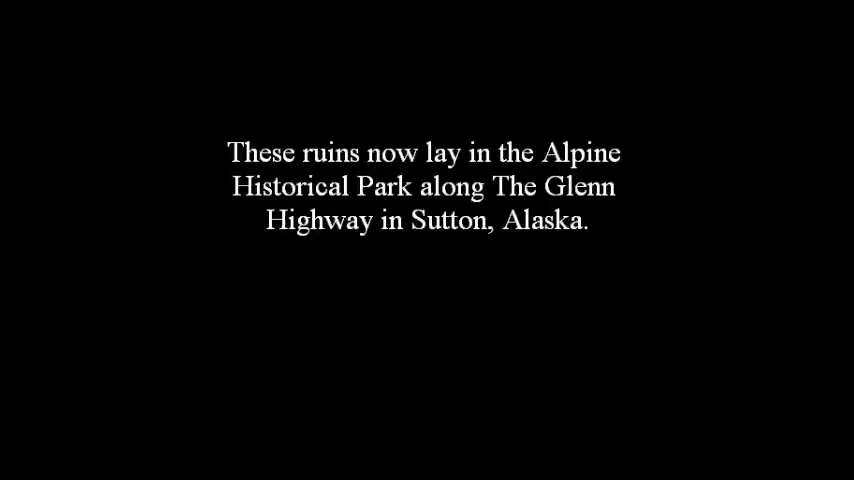 These ruins now lay in the Alpine
Historical Park along The Glenn
Highway in Sutton, Alaska.